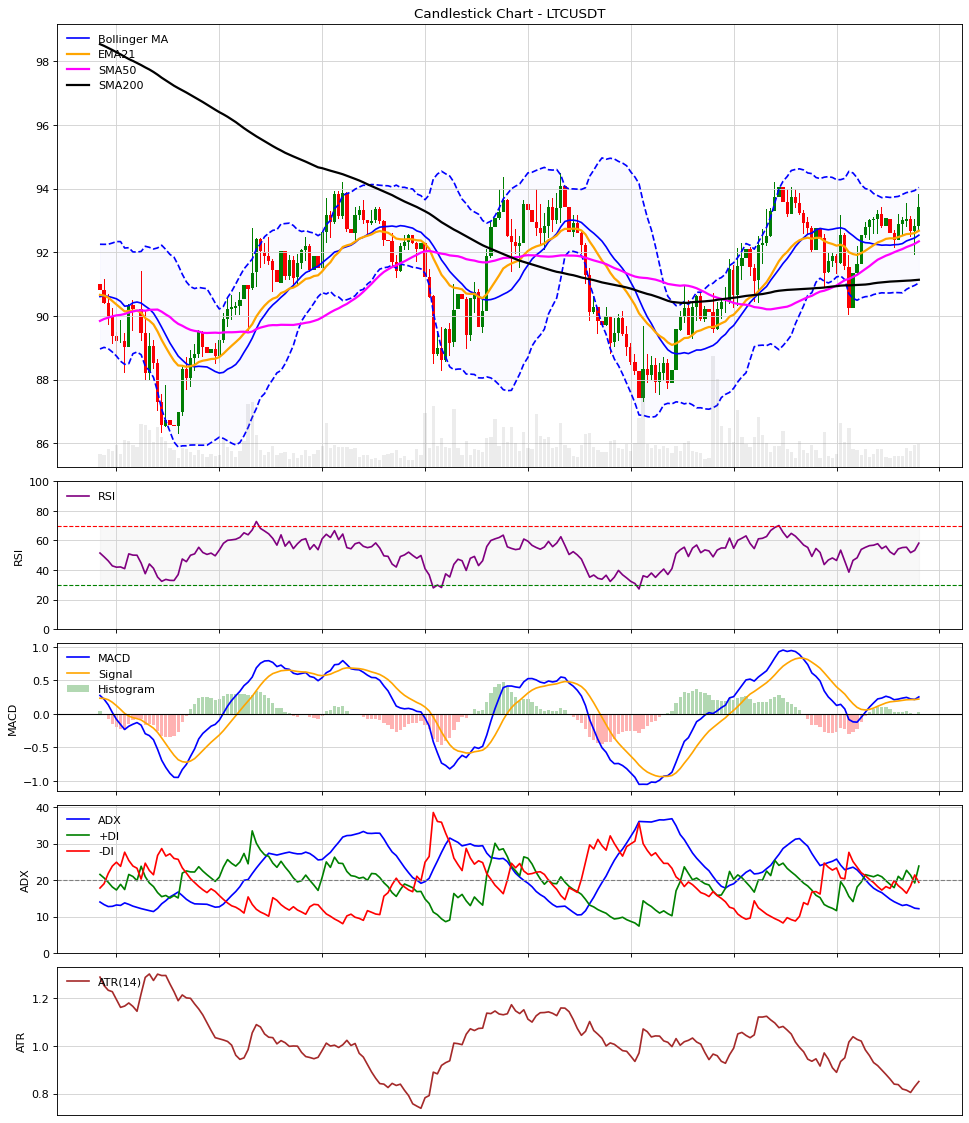 Candlestick Chart - LTCUSDT
Bollinger MA
EMA21
SMA50
SMA200
98
96
94
92
90
88
86
RSI
100
80
60
40
20
0
RSI
MACD
Signal
Histogram
1.0
0.5
0.0
−0.5
−1.0
MACD
ADX
+DI
-DI
40
30
20
10
0
ADX
ATR(14)
1.2
1.0
0.8
ATR